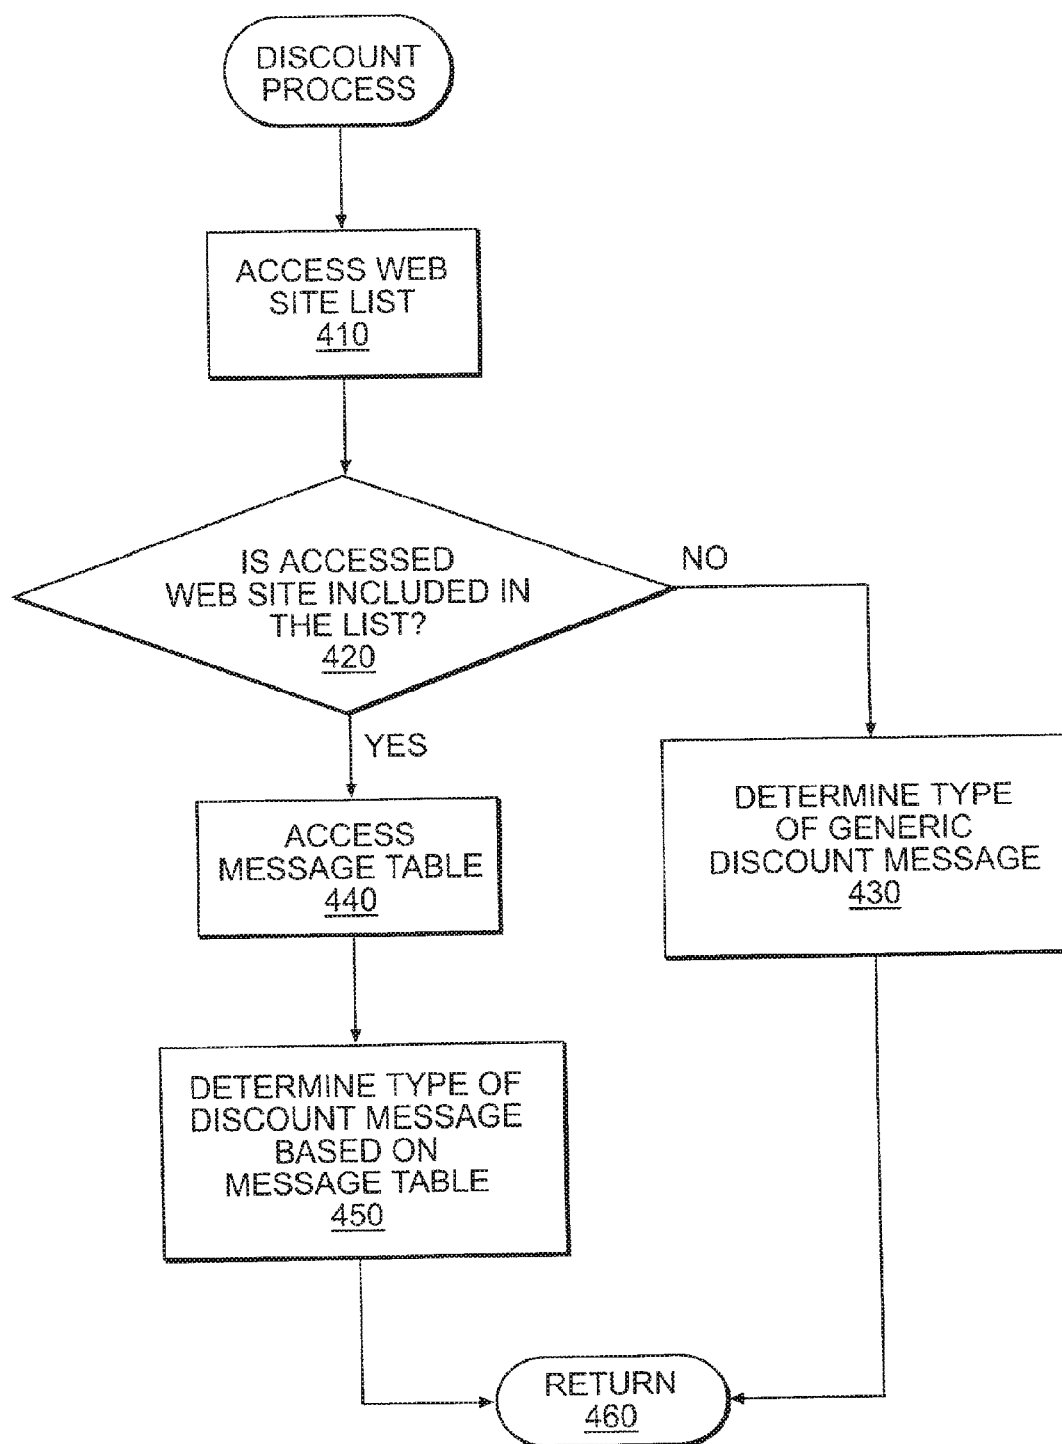 DISCOUNT
PROCESS
ACCESS WEB
SITE LIST
410
IS ACCESSED
WEB SITE INCLUDED IN
THE LIST?
420
NO
YES
ACCESS
MESSAGE TABLE
440
DETERMINE TYPE
OF GENERIC
DISCOUNT MESSAGE
430
DETERMINE TYPE OF
DISCOUNT MESSAGE
BASED ON
MESSAGE TABLE
450
RETURN
460